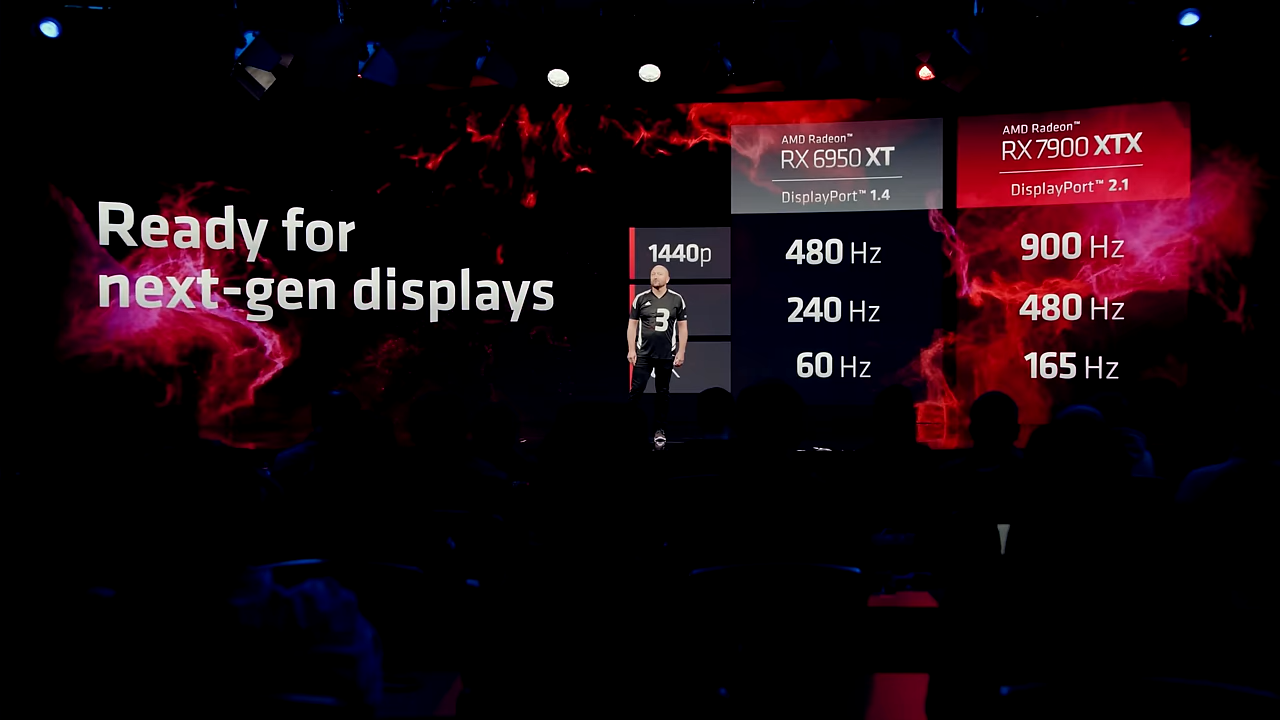 Ready for
next-gen displays
AMD Radeon™
RX 6950 XT
DisplayPort™ 1.4
AMD Radeon™
RX 7900 XTX
DisplayPort™ 2.1
1440p
480 Hz
900 Hz
240 Hz
480 Hz
60 Hz
165 Hz
3